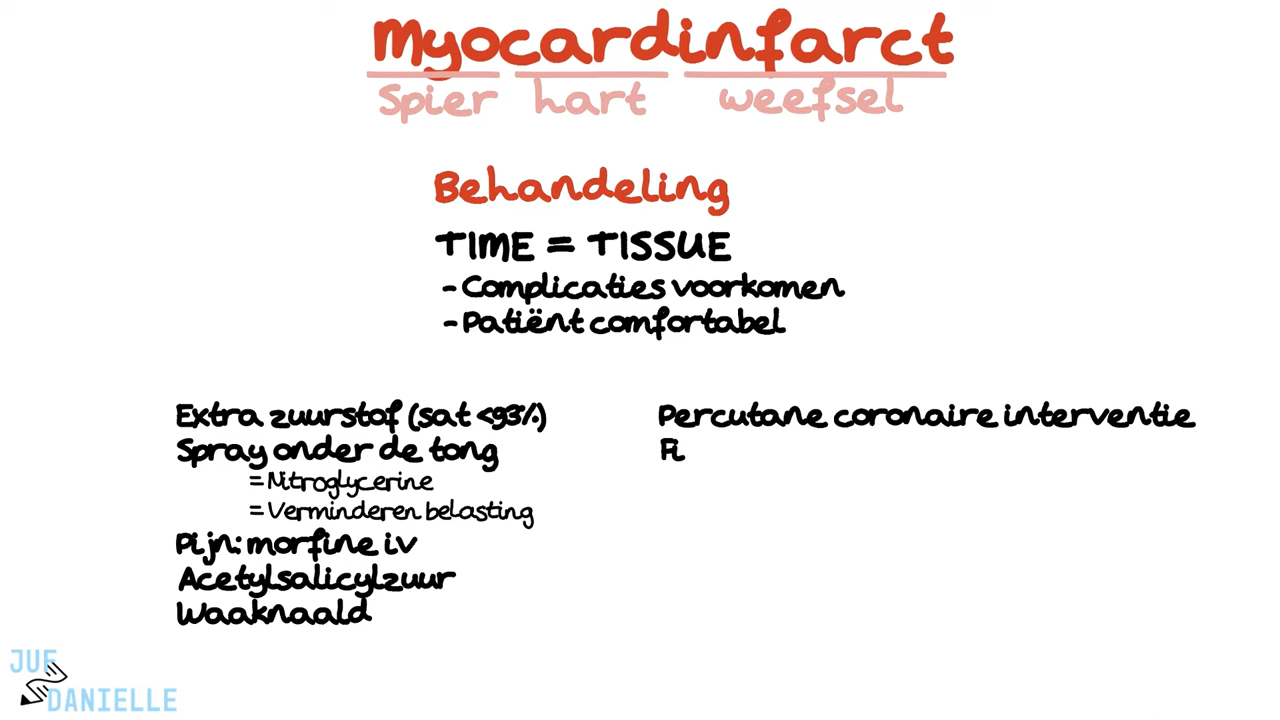 Myocardinfarct
Spier hart weefsel
Behandeling
TIME = TISSUE
- Complicaties voorkomen
- Patiënt comfortabel
Extra zuurstof (sat <93%)
Spray onder de tong
= Nitroglycerine
= Verminderen belasting
Pijn: morfine iv
Acetylsalicylzuur
Waaknaald
Percutane coronaire interventie
Fi
JUF
DANIELLE